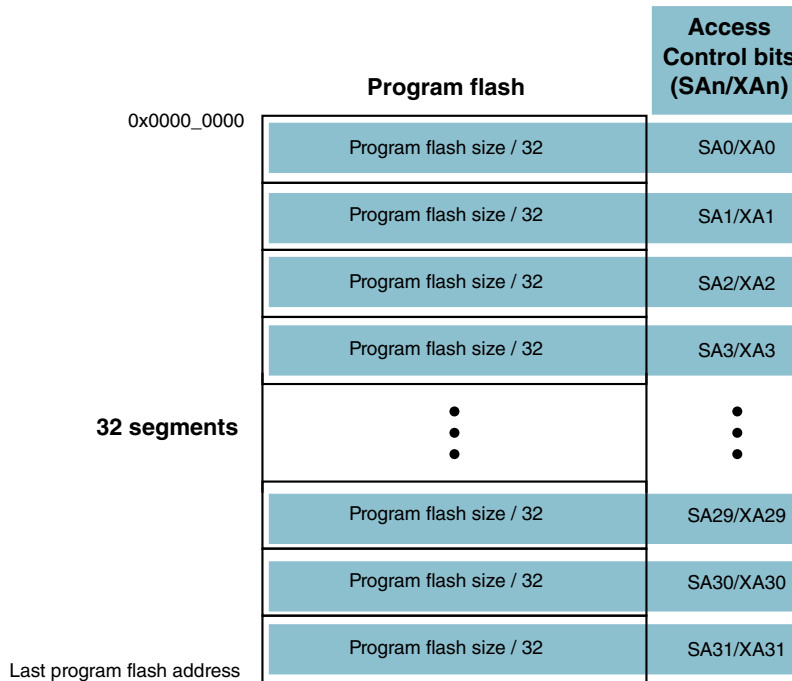 Access
Control bits
(SAn/XAn)
Program flash
0x0000_0000
Program flash size / 32
SA0/XA0
Program flash size / 32
SA1/XA1
Program flash size / 32
SA2/XA2
Program flash size / 32
SA3/XA3
32 segments
Program flash size / 32
SA29/XA29
Program flash size / 32
SA30/XA30
Program flash size / 32
SA31/XA31
Last program flash address